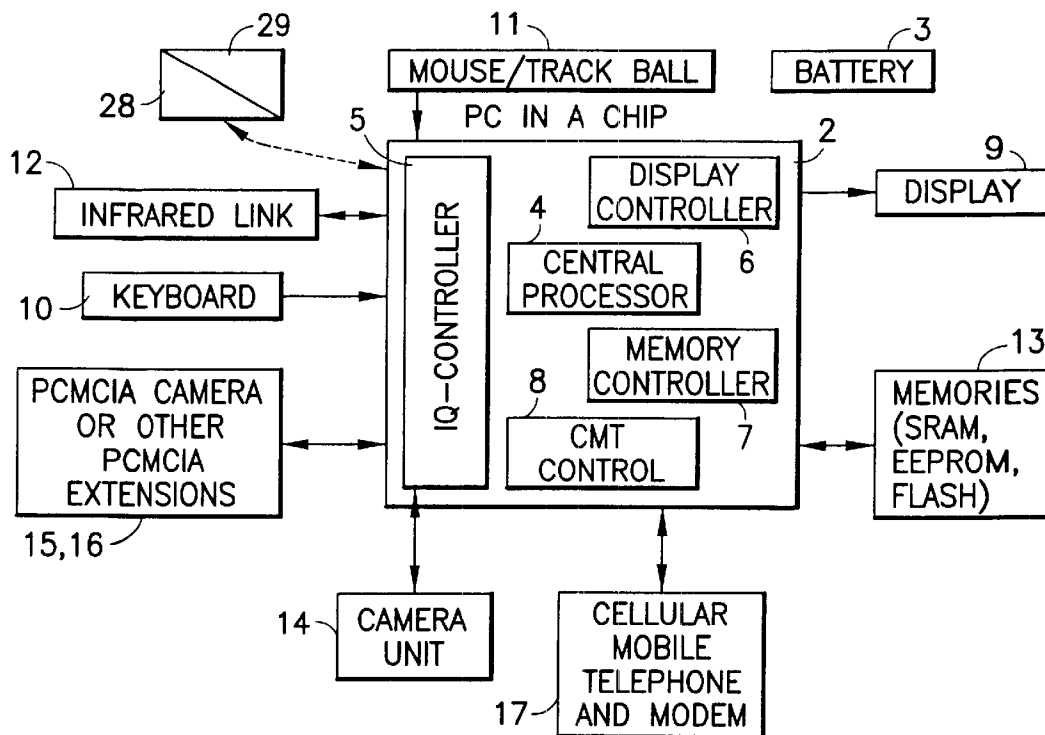 29
28
11
MOUSE/TRACK BALL
3
BATTERY
PC IN A CHIP
5
2
12
INFRARED LINK
DISPLAY
CONTROLLER
6
9
DISPLAY
4
CENTRAL
PROCESSOR
10
KEYBOARD
IQ-CONTROLLER
MEMORY
CONTROLLER
7
13
MEMORIES
(SRAM,
EEPROM,
FLASH)
PCMCIA CAMERA
OR OTHER
PCMCIA
EXTENSIONS
15,16
8
CMT
CONTROL
14
CAMERA
UNIT
17
CELLULAR
MOBILE
TELEPHONE
AND MODEM